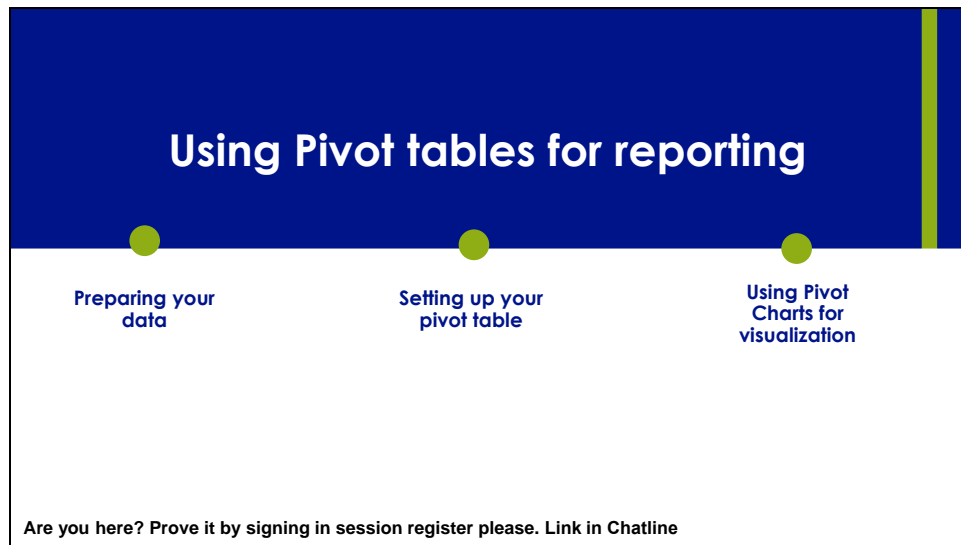 Using Pivot tables for reporting
Preparing your
data
Setting up your
pivot table
Using Pivot
Charts for
visualization
Are you here? Prove it by signing in session register please. Link in Chatline